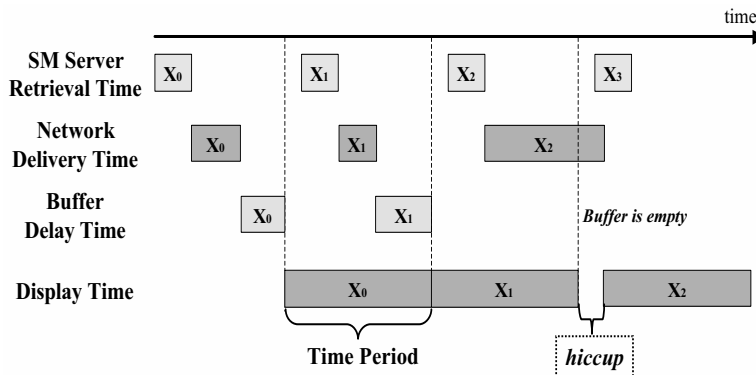 time
SM Server
Retrieval Time
X0 X1 X2 X3
Network
Delivery Time
X0 X1 X2
Buffer
Delay Time
X0 X1
Buffer is empty
Display Time
X0 X1 X2
Time Period
hiccup